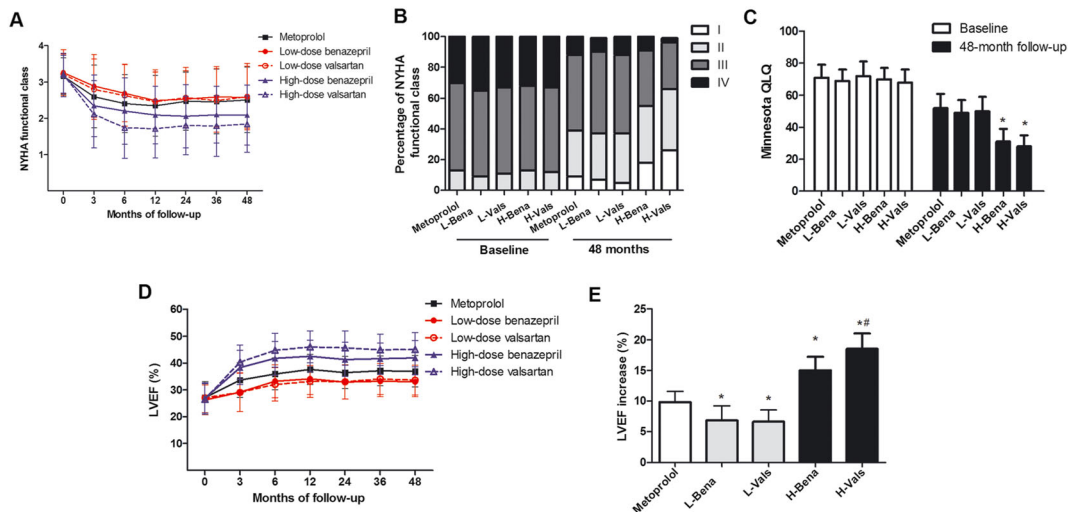 A
NYHA functional class
4
3
2
1
0 3 6 12 24 36 48
Months of follow-up
Metoprolol
Low-dose benazepril
Low-dose valsartan
High-dose benazepril
High-dose valsartan
B
Percentage of NYHA
functional class
100
80
60
40
20
0
Metoprolol
L-Bena
L-Vals
H-Bena
H-Vals
Metoprolol
L-Bena
L-Vals
H-Bena
H-Vals
Baseline
48 months
I
II
III
IV
C
Baseline
48-month follow-up
Minnesota QLQ
100
80
60
40
20
0
* *
Metoprolol
L-Bena
L-Vals
H-Bena
H-Vals
Metoprolol
L-Bena
L-Vals
H-Bena
H-Vals
D
LVEF (%)
60
50
40
30
20
10
0 3 6 12 24 36 48
Months of follow-up
Metoprolol
Low-dose benazepril
Low-dose valsartan
High-dose benazepril
High-dose valsartan
E
LVEF increase (%)
25
20
15
10
5
0
* * * *#
Metoprolol
L-Bena
L-Vals
H-Bena
H-Vals